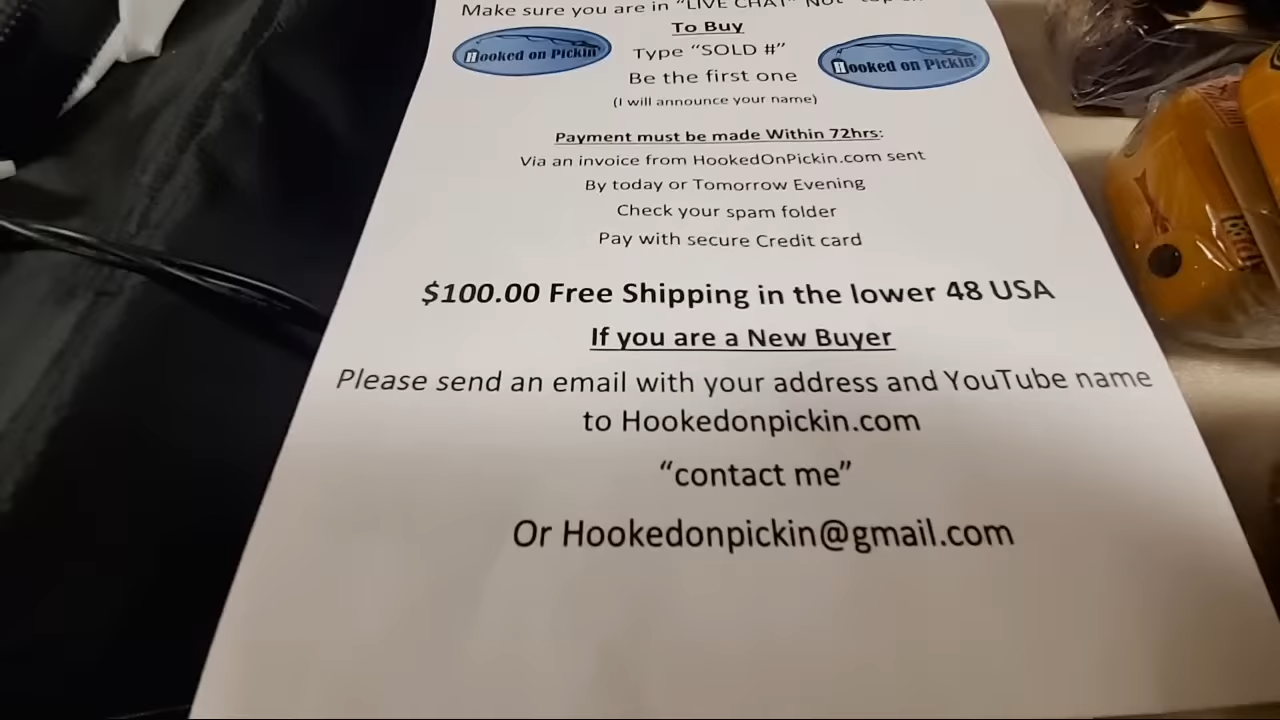 Make sure you are in "LIVE CHAT" Not
To Buy
Hooked on Pickin'
Type "SOLD #"
Hooked on Pickin'
Be the first one
(I will announce your name)
Payment must be made Within 72hrs:
Via an invoice from HookedOnPickin.com sent
By today or Tomorrow Evening
Check your spam folder
Pay with secure Credit card
$100.00 Free Shipping in the lower 48 USA
If you are a New Buyer
Please send an email with your address and YouTube name
to Hookedonpickin.com
"contact me"
Or Hookedonpickin@gmail.com